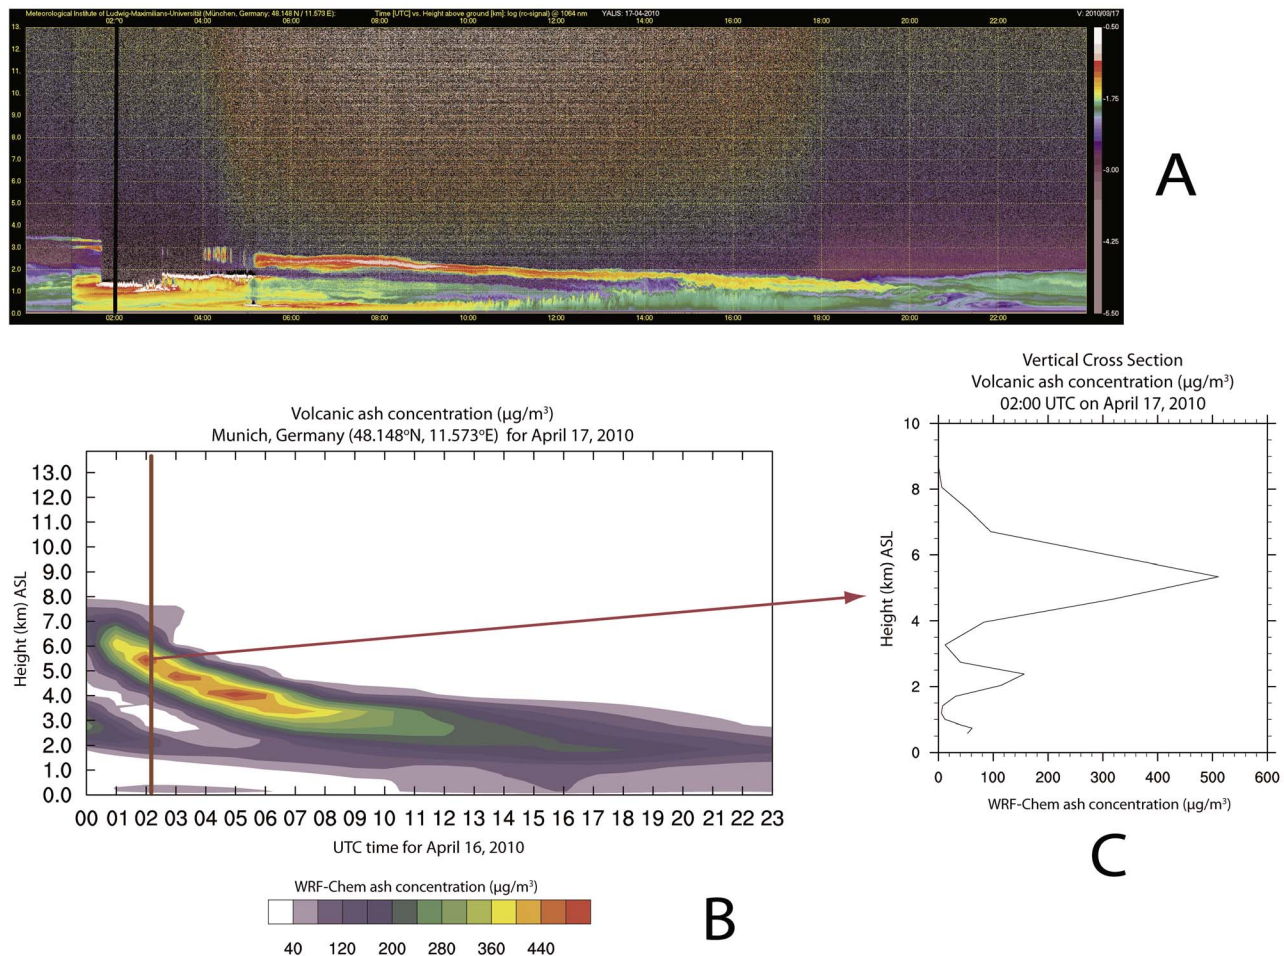 Meteorological Institute of Ludwig-Maximilians-Universität (München, Germany; 48.148 N / 11.573 E): Time [UTC] vs. Height above ground [km]: log (rc-signal) @ 1064 nm YALIS: 17-04-2010 V: 2010/03/17
02:00 04:00 06:00 08:00 10:00 12:00 14:00 16:00 18:00 20:00 22:00
13.
12.
11.
10.
9.0
8.0
7.0
6.0
5.0
4.0
3.0
2.0
1.0
0.0
-0.50
-1.75
-3.00
-4.25
-5.50
02:00 04:00 06:00 08:00 10:00 12:00 14:00 16:00 18:00 20:00 22:00
A
Volcanic ash concentration (μg/m³)
Munich, Germany (48.148ºN, 11.573ºE) for April 17, 2010
Height (km) ASL
13.0
12.0
11.0
10.0
9.0
8.0
7.0
6.0
5.0
4.0
3.0
2.0
1.0
0.0
00 01 02 03 04 05 06 07 08 09 10 11 12 13 14 15 16 17 18 19 20 21 22 23
UTC time for April 16, 2010
WRF-Chem ash concentration (μg/m³)
40 120 200 280 360 440
B
Vertical Cross Section
Volcanic ash concentration (μg/m³)
02:00 UTC on April 17, 2010
Height (km) ASL
10
8
6
4
2
0
0 100 200 300 400 500 600
WRF-Chem ash concentration (μg/m³)
C